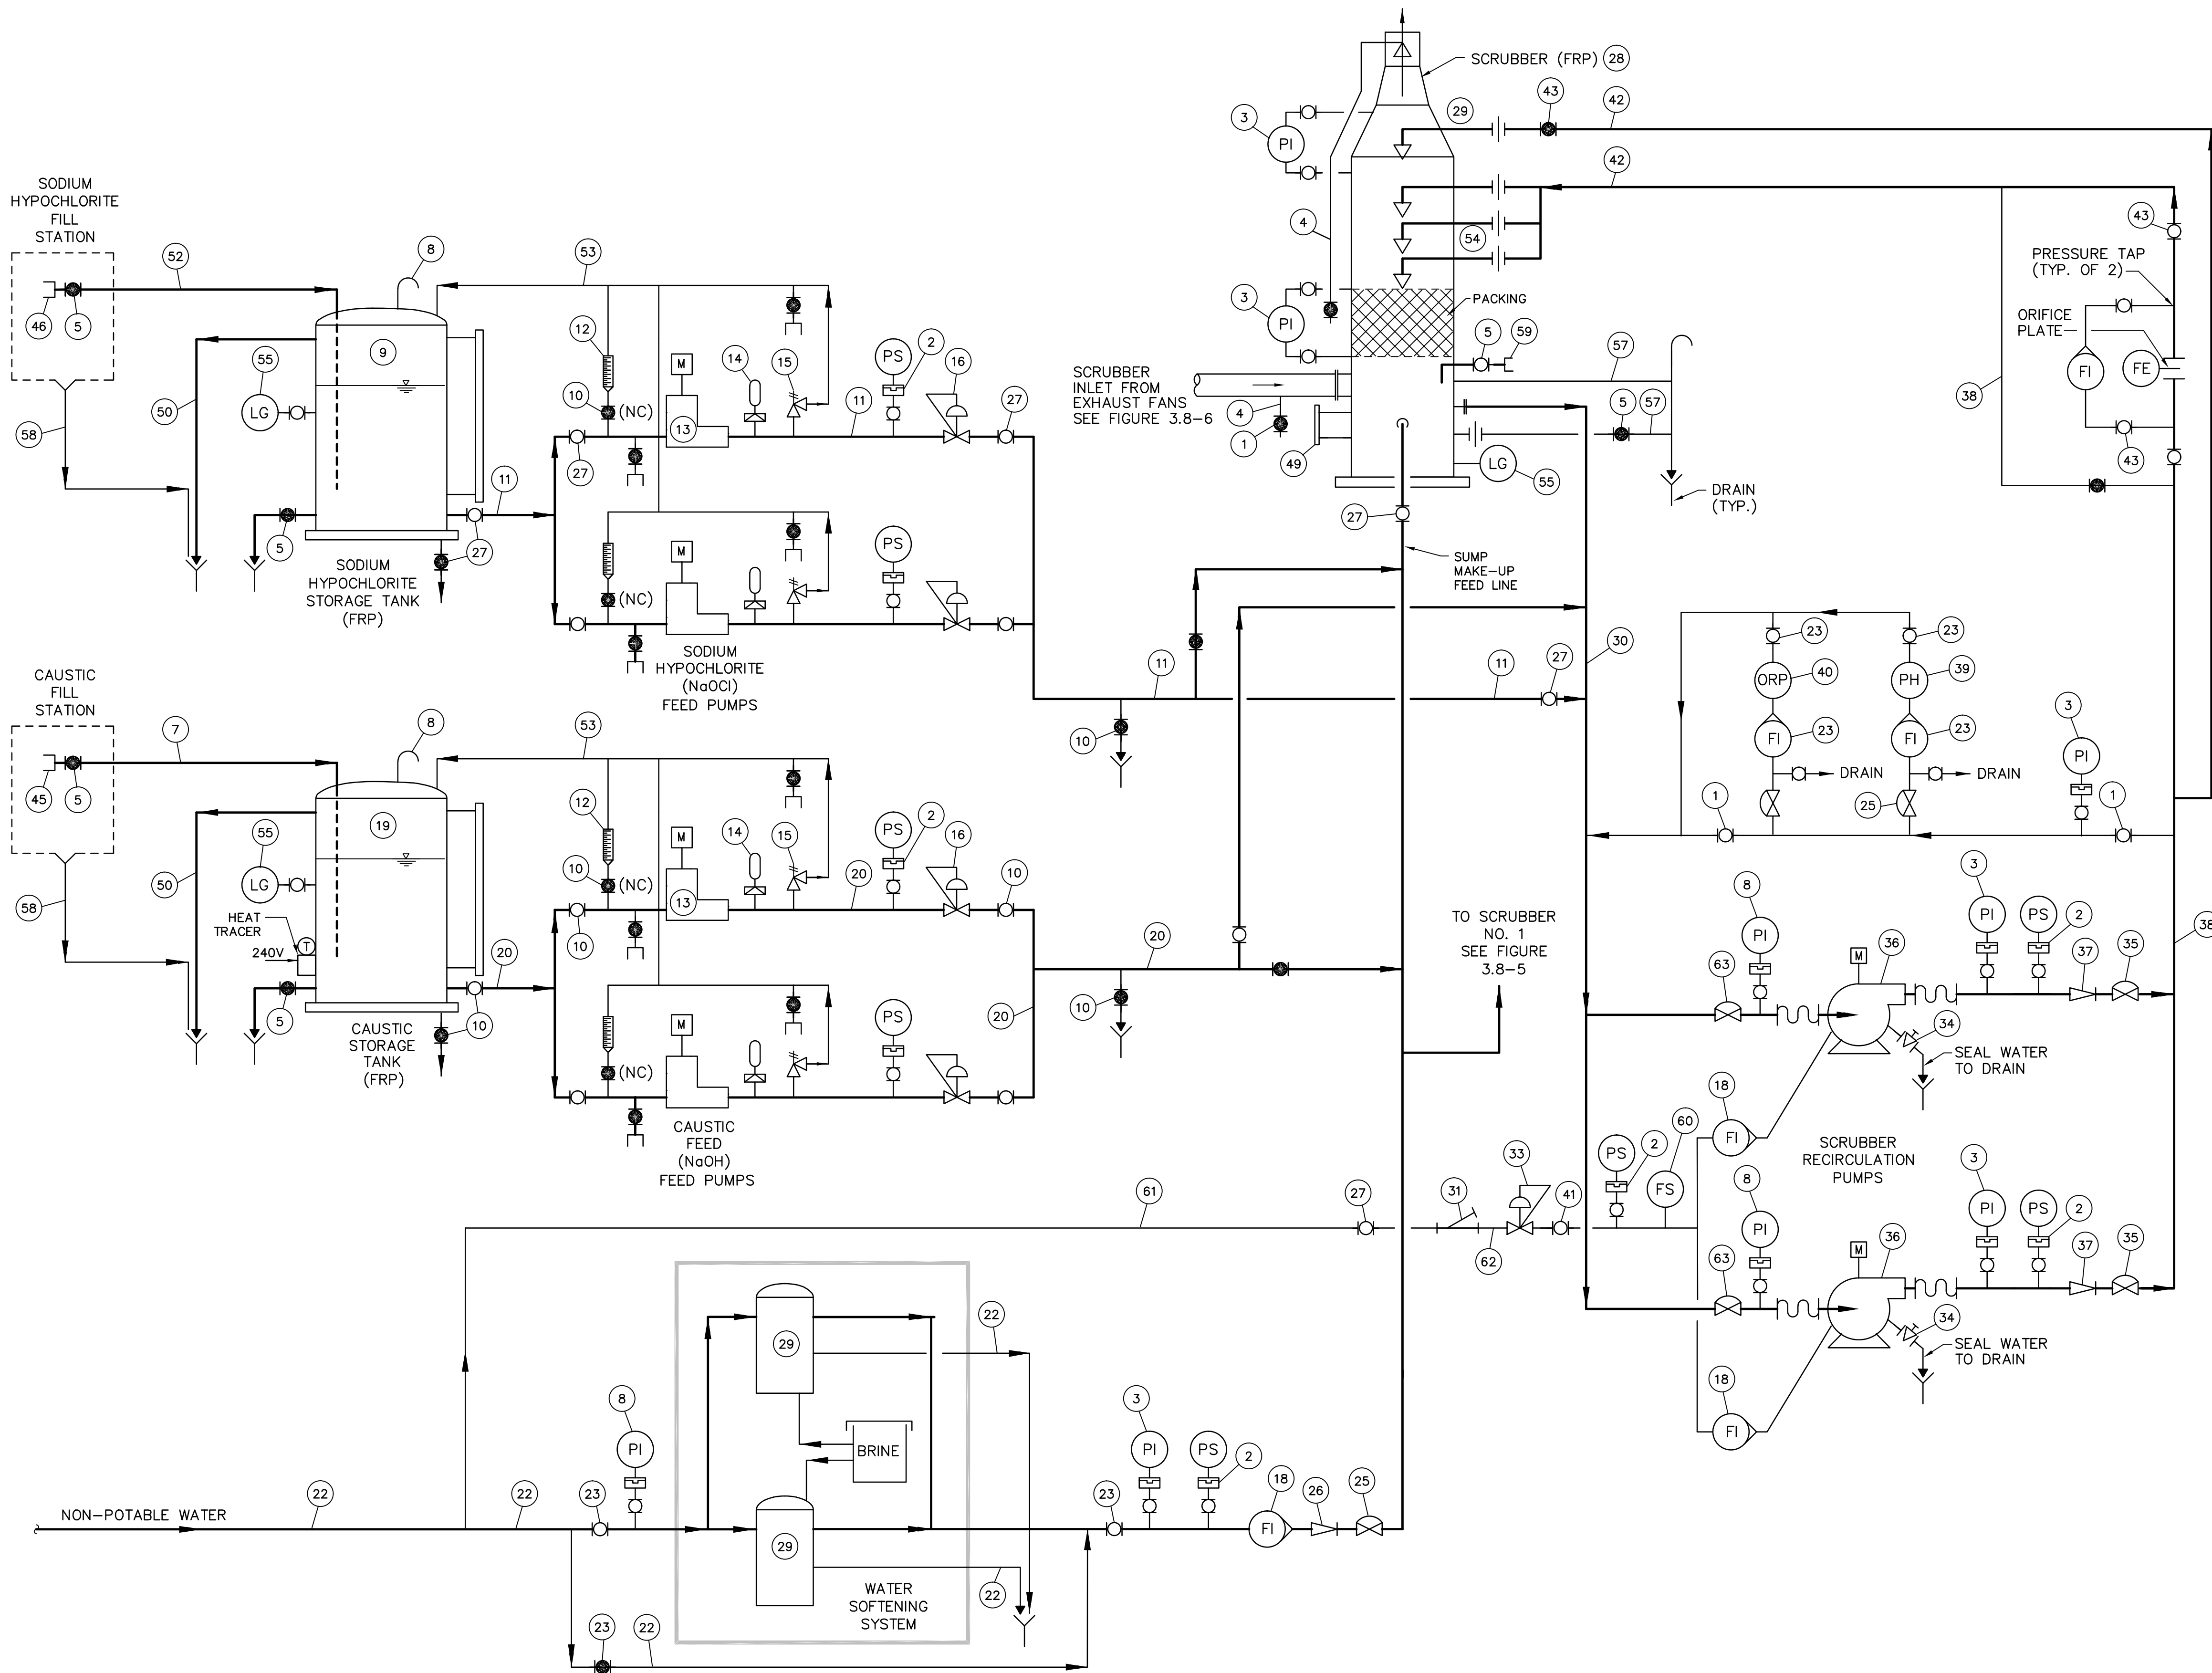 SCRUBBER (FRP) 28
43
42
29
3
PI
SODIUM
HYPOCHLORITE
FILL
STATION
42
8
52
53
4
54
43
PRESSURE TAP
(TYP. OF 2)
ORIFICE
PLATE
46
5
9
55
LG
50
58
12
10
(NC)
M
13
14
15
PS
2
16
11
27
27
3
PI
PACKING
5
59
57
SCRUBBER
INLET FROM
EXHAUST FANS
SEE FIGURE 3.8-6
4
1
49
5
57
LG
55
DRAIN
(TYP.)
38
FI
FE
43
11
5
27
SODIUM
HYPOCHLORITE
STORAGE TANK
(FRP)
M
PS
(NC)
SODIUM
HYPOCHLORITE
(NaOCl)
FEED PUMPS
27
SUMP
MAKE-UP
FEED LINE
11
10
11
27
30
23
23
ORP
40
PH
39
FI
23
FI
23
DRAIN
DRAIN
1
25
3
PI
1
CAUSTIC
FILL
STATION
7
8
53
45
5
19
55
LG
50
58
HEAT
TRACER
240V
T
20
5
10
CAUSTIC
STORAGE
TANK
(FRP)
12
10
(NC)
10
M
13
14
15
PS
2
16
20
10
M
PS
(NC)
CAUSTIC
FEED
(NaOH)
FEED PUMPS
20
20
10
TO SCRUBBER
NO. 1
SEE FIGURE
3.8-5
8
PI
63
M
36
3
PI
PS
2
37
35
38
34
SEAL WATER
TO DRAIN
18
FI
SCRUBBER
RECIRCULATION
PUMPS
61
27
31
33
41
62
PS
2
60
FS
8
PI
63
M
36
3
PI
PS
2
37
35
34
SEAL WATER
TO DRAIN
18
FI
NON-POTABLE WATER
22
22
23
8
PI
29
22
BRINE
29
22
WATER
SOFTENING
SYSTEM
23
22
23
3
PI
PS
2
18
FI
26
25